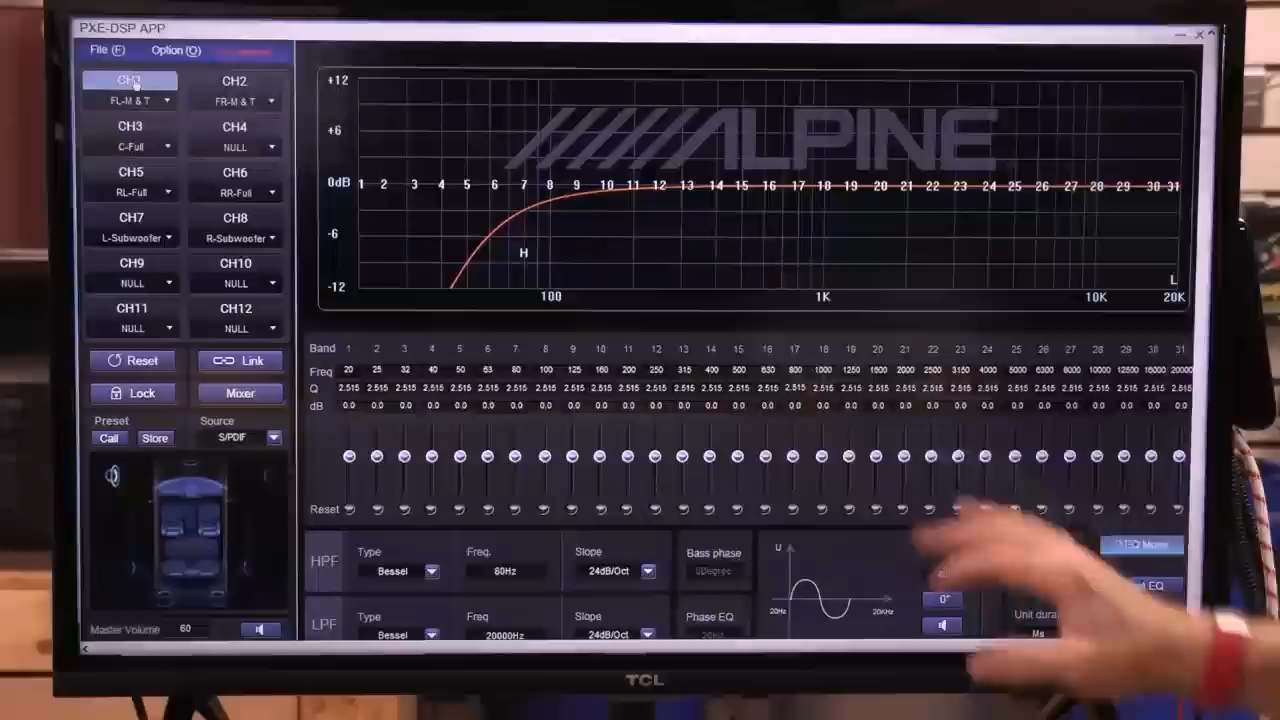 PXE-DSP APP
File (F) Option (O)
CH1 CH2
FL-M & T FR-M & T
CH3 CH4
C-Full NULL
CH5 CH6
RL-Full RR-Full
CH7 CH8
L-Subwoofer R-Subwoofer
CH9 CH10
NULL NULL
CH11 CH12
NULL NULL
Reset Link
Lock Mixer
Preset Source
Call Store S/PDIF
Master Volume 60
+12
ALPINE
+6
0dB 1 2 3 4 5 6 7 8 9 10 11 12 13 14 15 16 17 18 19 20 21 22 23 24 25 26 27 28 29 30 31
-6
H
L
-12
100 1K 10K 20K
Band 1 2 3 4 5 6 7 8 9 10 11 12 13 14 15 16 17 18 19 20 21 22 23 24 25 26 27 28 29 30 31
Freq 20 25 32 40 50 63 80 100 125 160 200 250 315 400 500 630 800 1000 1250 1600 2000 2500 3150 4000 5000 6300 8000 10000 12500 16000 20000
Q 2.515 2.515 2.515 2.515 2.515 2.515 2.515 2.515 2.515 2.515 2.515 2.515 2.515 2.515 2.515 2.515 2.515 2.515 2.515 2.515 2.515 2.515 2.515 2.515 2.515 2.515 2.515 2.515 2.515 2.515 2.515
dB 0.0 0.0 0.0 0.0 0.0 0.0 0.0 0.0 0.0 0.0 0.0 0.0 0.0 0.0 0.0 0.0 0.0 0.0 0.0 0.0 0.0 0.0 0.0 0.0 0.0 0.0 0.0 0.0 0.0 0.0 0.0
Reset
HPF Type Freq. Slope Bass phase
Bessel 80Hz 24dB/Oct 0Degree
LPF Type Freq Slope Phase EQ
Bessel 20000Hz 24dB/Oct
U
20Hz 20KHz
0°
EQ
Ms
TCL